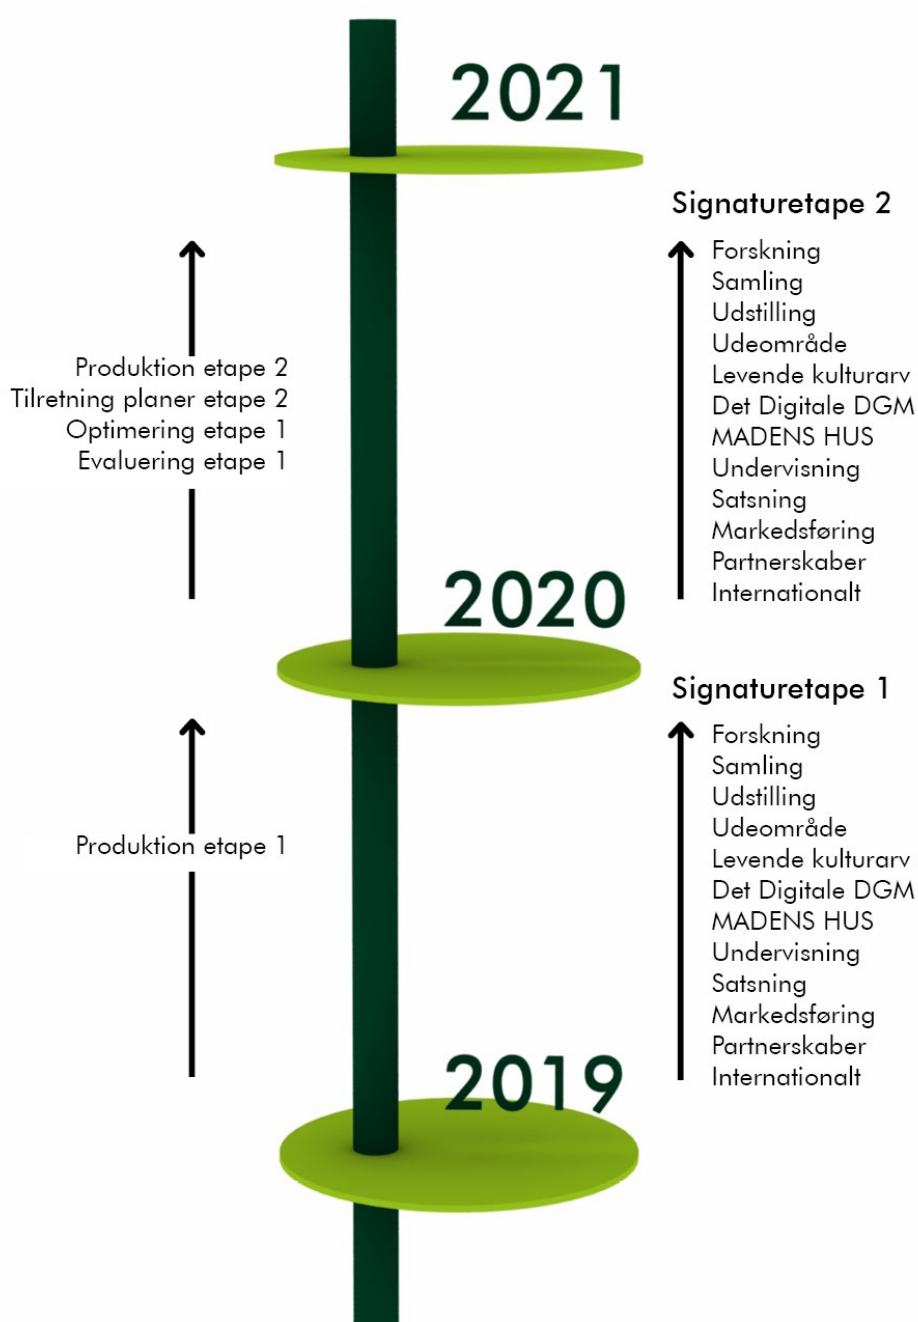 2021
Signaturetape 2
Forskning
Samling
Udstilling
Udeområde
Levende kulturarv
Det Digitale DGM
MADENS HUS
Undervisning
Satsning
Markedsføring
Partnerskaber
Internationalt
Produktion etape 2
Tilretning planer etape 2
Optimering etape 1
Evaluering etape 1
2020
Signaturetape 1
Forskning
Samling
Udstilling
Udeområde
Levende kulturarv
Det Digitale DGM
MADENS HUS
Undervisning
Satsning
Markedsføring
Partnerskaber
Internationalt
Produktion etape 1
2019